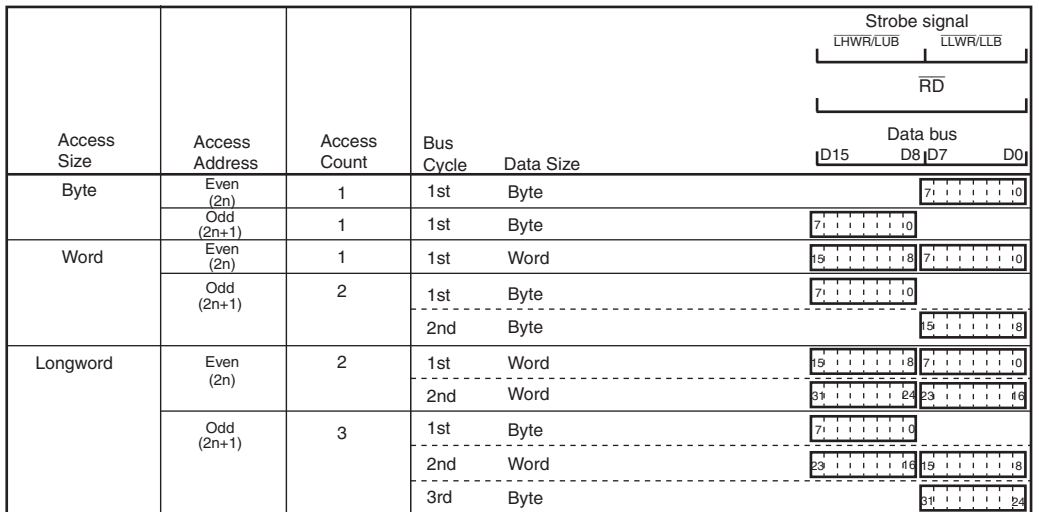 Strobe signal
LHWR/LUB LLWR/LLB
RD
Access Size Access Address Access Count Bus Cycle Data Size Data bus
D15 D8 D7 D0
Byte Even (2n) 1 1st Byte 7 0
Odd (2n+1) 1 1st Byte 7 0
Word Even (2n) 1 1st Word 15 8 7 0
Odd (2n+1) 2 1st Byte 7 0
2nd Byte 15 8
Longword Even (2n) 2 1st Word 15 8 7 0
2nd Word 31 24 23 16
Odd (2n+1) 3 1st Byte 7 0
2nd Word 23 16 15 8
3rd Byte 31 24